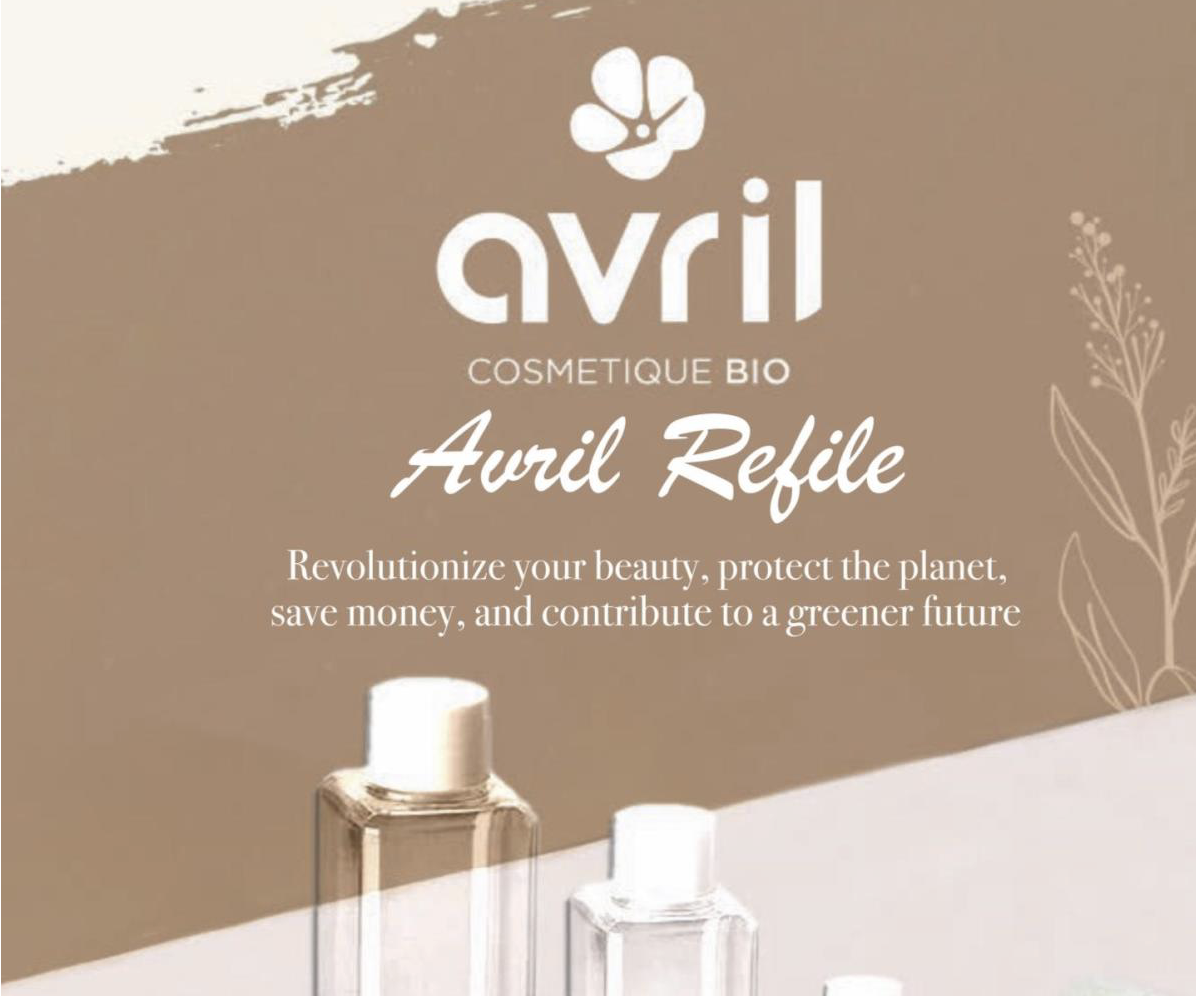 avril
COSMETIQUE BIO
Avril Refile
Revolutionize your beauty, protect the planet,
save money, and contribute to a greener future